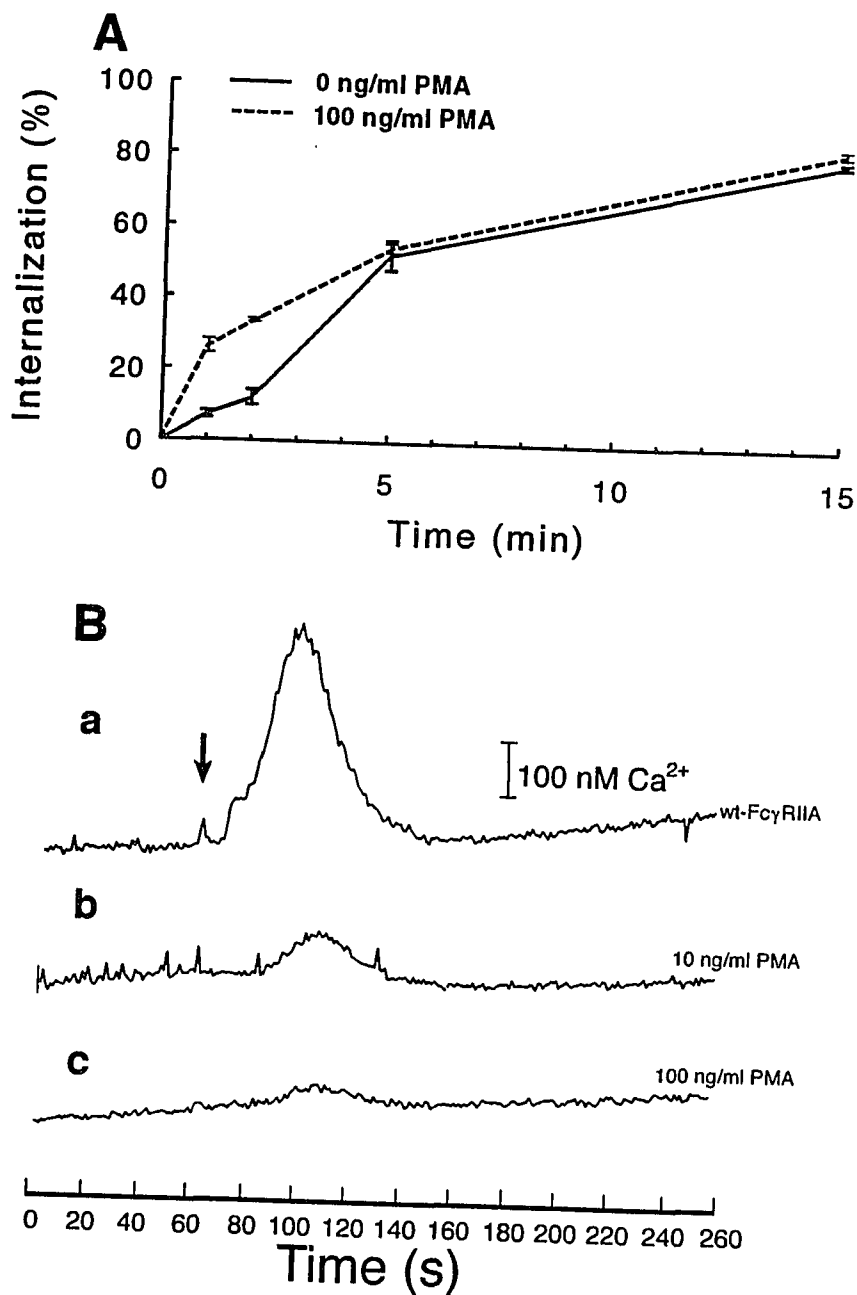 A
100
80
60
40
20
0
Internalization (%)
0 ng/ml PMA
100 ng/ml PMA
0 5 10 15
Time (min)
B
a
100 nM Ca²⁺
wt-FcγRIIA
b
10 ng/ml PMA
c
100 ng/ml PMA
0 20 40 60 80 100 120 140 160 180 200 220 240 260
Time (s)